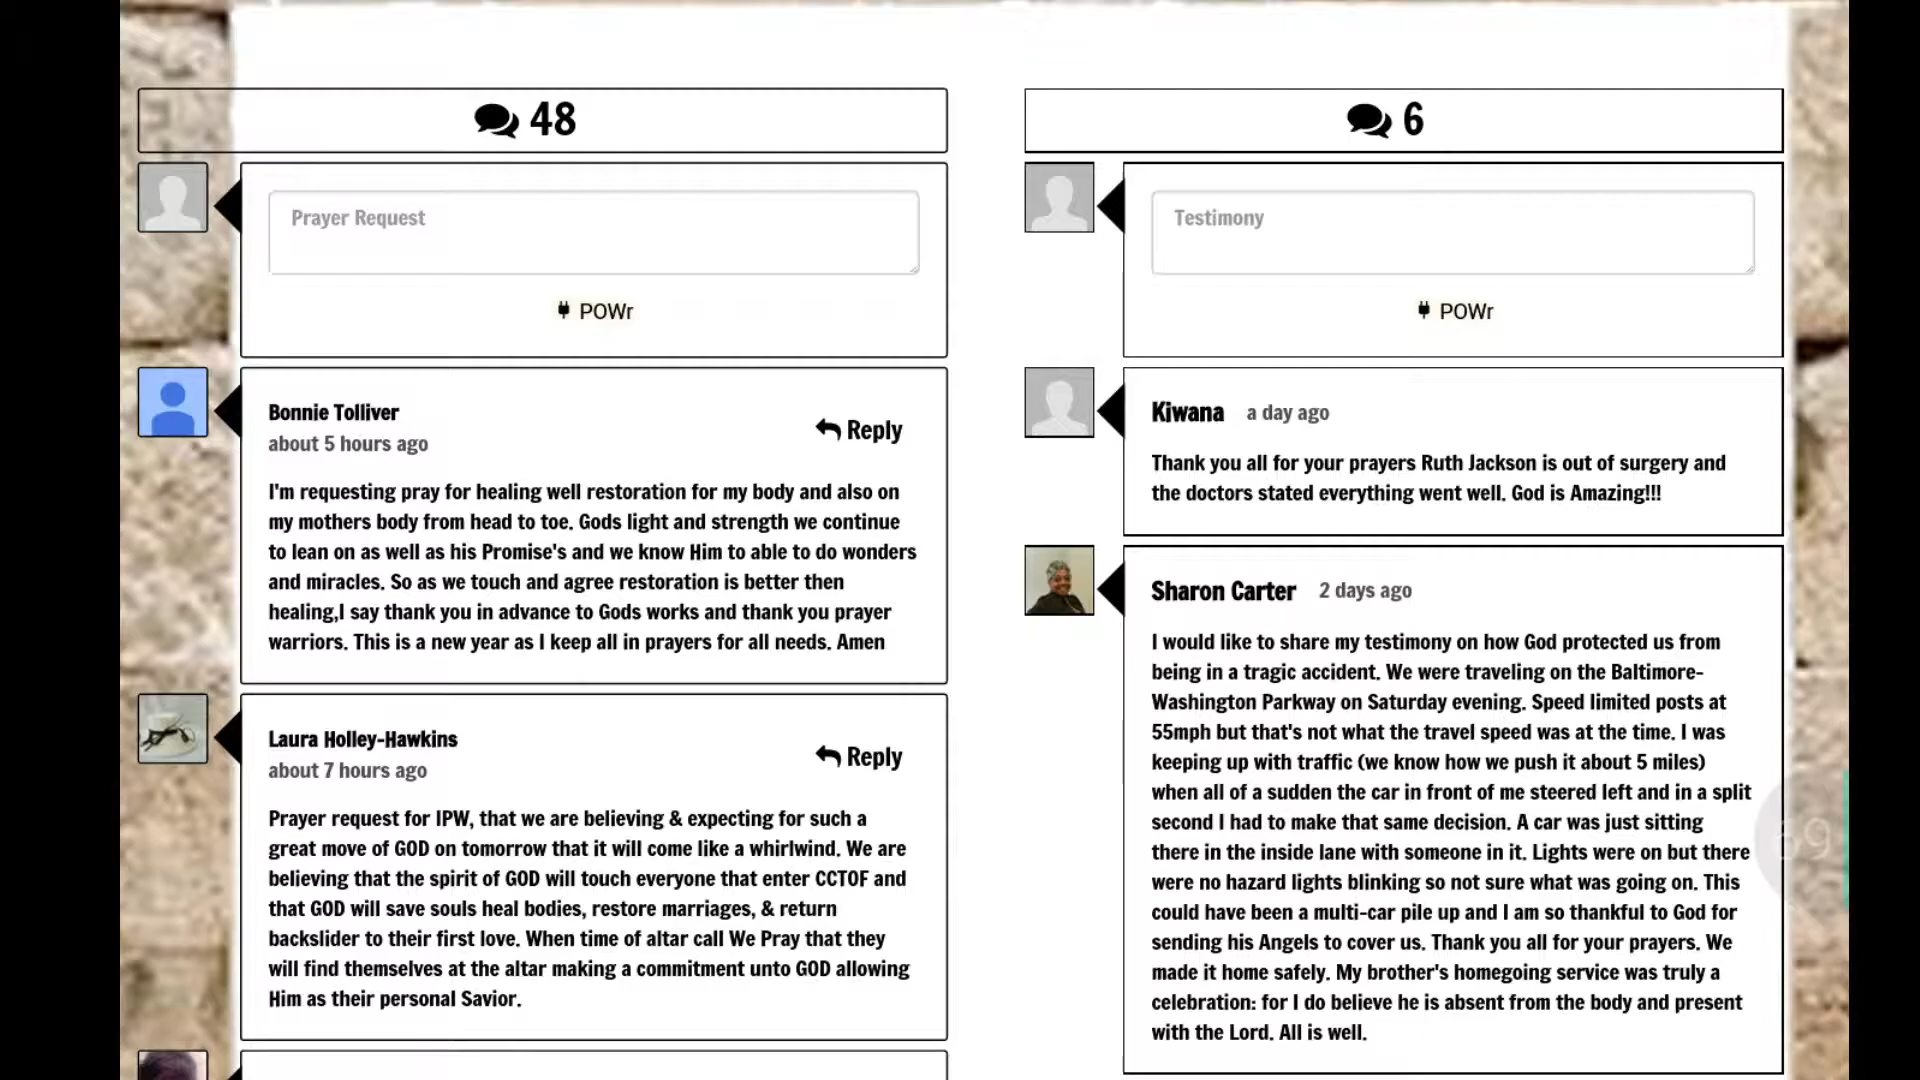 48
Prayer Request
POWr
Bonnie Tolliver
about 5 hours ago
Reply
I'm requesting pray for healing well restoration for my body and also on
my mothers body from head to toe. Gods light and strength we continue
to lean on as well as his Promise's and we know Him to able to do wonders
and miracles. So as we touch and agree restoration is better then
healing,I say thank you in advance to Gods works and thank you prayer
warriors. This is a new year as I keep all in prayers for all needs. Amen
Laura Holley-Hawkins
about 7 hours ago
Reply
Prayer request for IPW, that we are believing & expecting for such a
great move of GOD on tomorrow that it will come like a whirlwind. We are
believing that the spirit of GOD will touch everyone that enter CCTOF and
that GOD will save souls heal bodies, restore marriages, & return
backslider to their first love. When time of altar call We Pray that they
will find themselves at the altar making a commitment unto GOD allowing
Him as their personal Savior.
6
Testimony
POWr
Kiwana a day ago
Thank you all for your prayers Ruth Jackson is out of surgery and
the doctors stated everything went well. God is Amazing!!!
Sharon Carter 2 days ago
I would like to share my testimony on how God protected us from
being in a tragic accident. We were traveling on the Baltimore-
Washington Parkway on Saturday evening. Speed limited posts at
55mph but that's not what the travel speed was at the time. I was
keeping up with traffic (we know how we push it about 5 miles)
when all of a sudden the car in front of me steered left and in a split
second I had to make that same decision. A car was just sitting
there in the inside lane with someone in it. Lights were on but there
were no hazard lights blinking so not sure what was going on. This
could have been a multi-car pile up and I am so thankful to God for
sending his Angels to cover us. Thank you all for your prayers. We
made it home safely. My brother's homegoing service was truly a
celebration: for I do believe he is absent from the body and present
with the Lord. All is well.